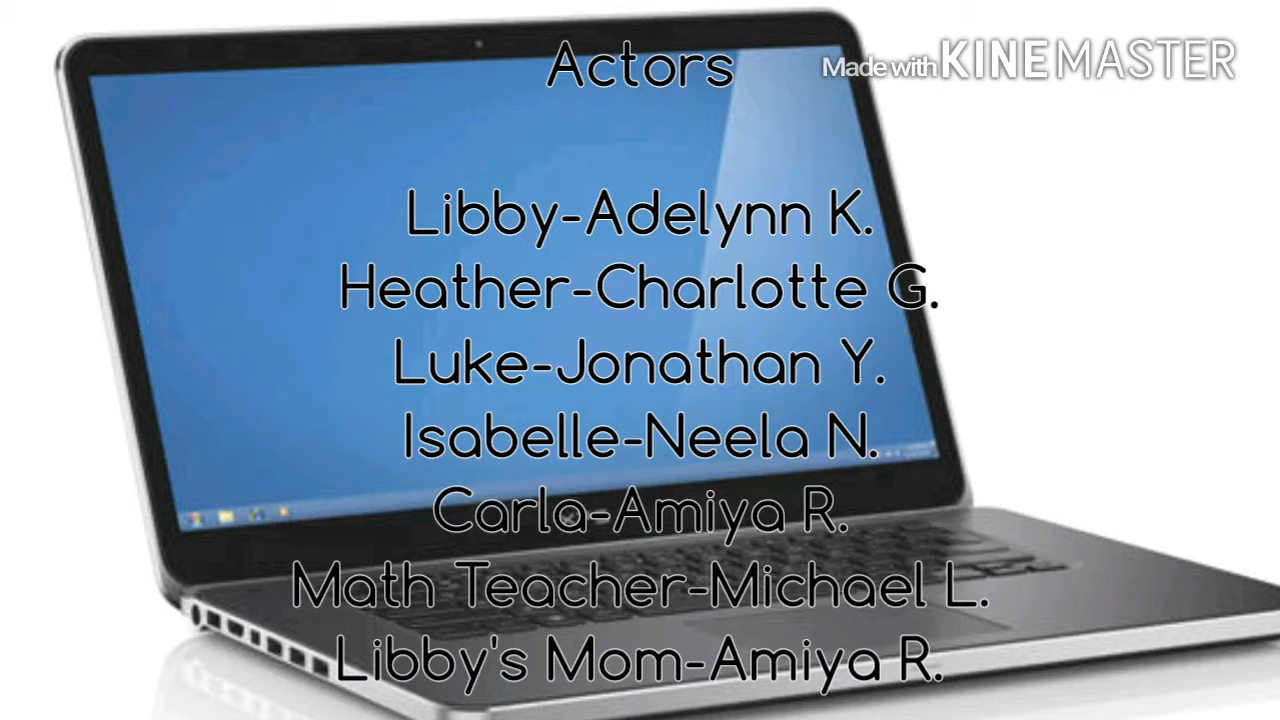 Actors
Made with KINEMASTER
Libby-Adelynn K.
Heather-Charlotte G.
Luke-Jonathan Y.
Isabelle-Neela N.
Carla-Amiya R.
Math Teacher-Michael L.
Libby's Mom-Amiya R.